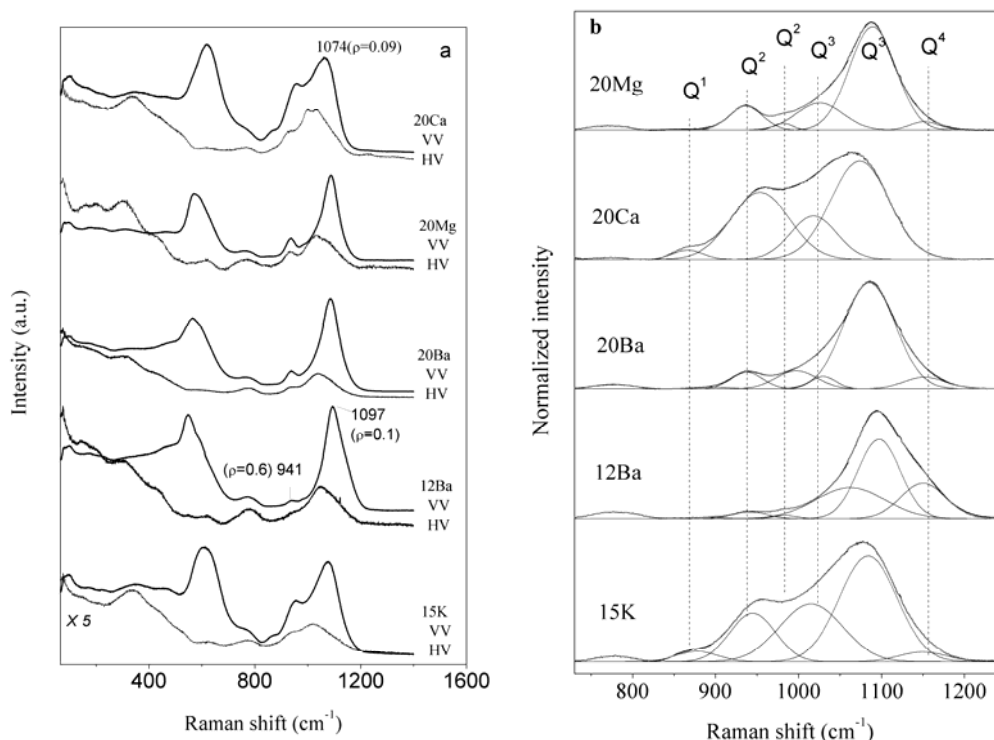 a
1074(ρ=0.09)
20Ca
VV
HV
20Mg
VV
HV
20Ba
VV
HV
1097
(ρ=0.1)
(ρ=0.6) 941
12Ba
VV
HV
15K
VV
HV
X 5
400
800
1200
1600
Raman shift (cm⁻¹)
Intensity (a.u.)
b
Q¹
Q²
Q²
Q³
Q³
Q⁴
20Mg
20Ca
20Ba
12Ba
15K
800
900
1000
1100
1200
Raman shift (cm⁻¹)
Normalized intensity